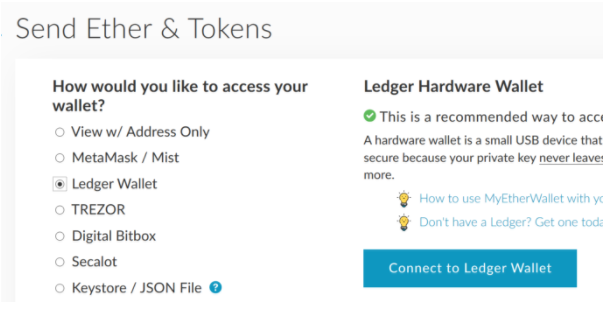 Send Ether & Tokens
How would you like to access your
wallet?
View w/ Address Only
MetaMask / Mist
Ledger Wallet
TREZOR
Digital Bitbox
Secalot
Keystore / JSON File ?
Ledger Hardware Wallet
This is a recommended way to acce
A hardware wallet is a small USB device that
secure because your private key never leaves
more.
How to use MyEtherWallet with yo
Don't have a Ledger? Get one toda
Connect to Ledger Wallet